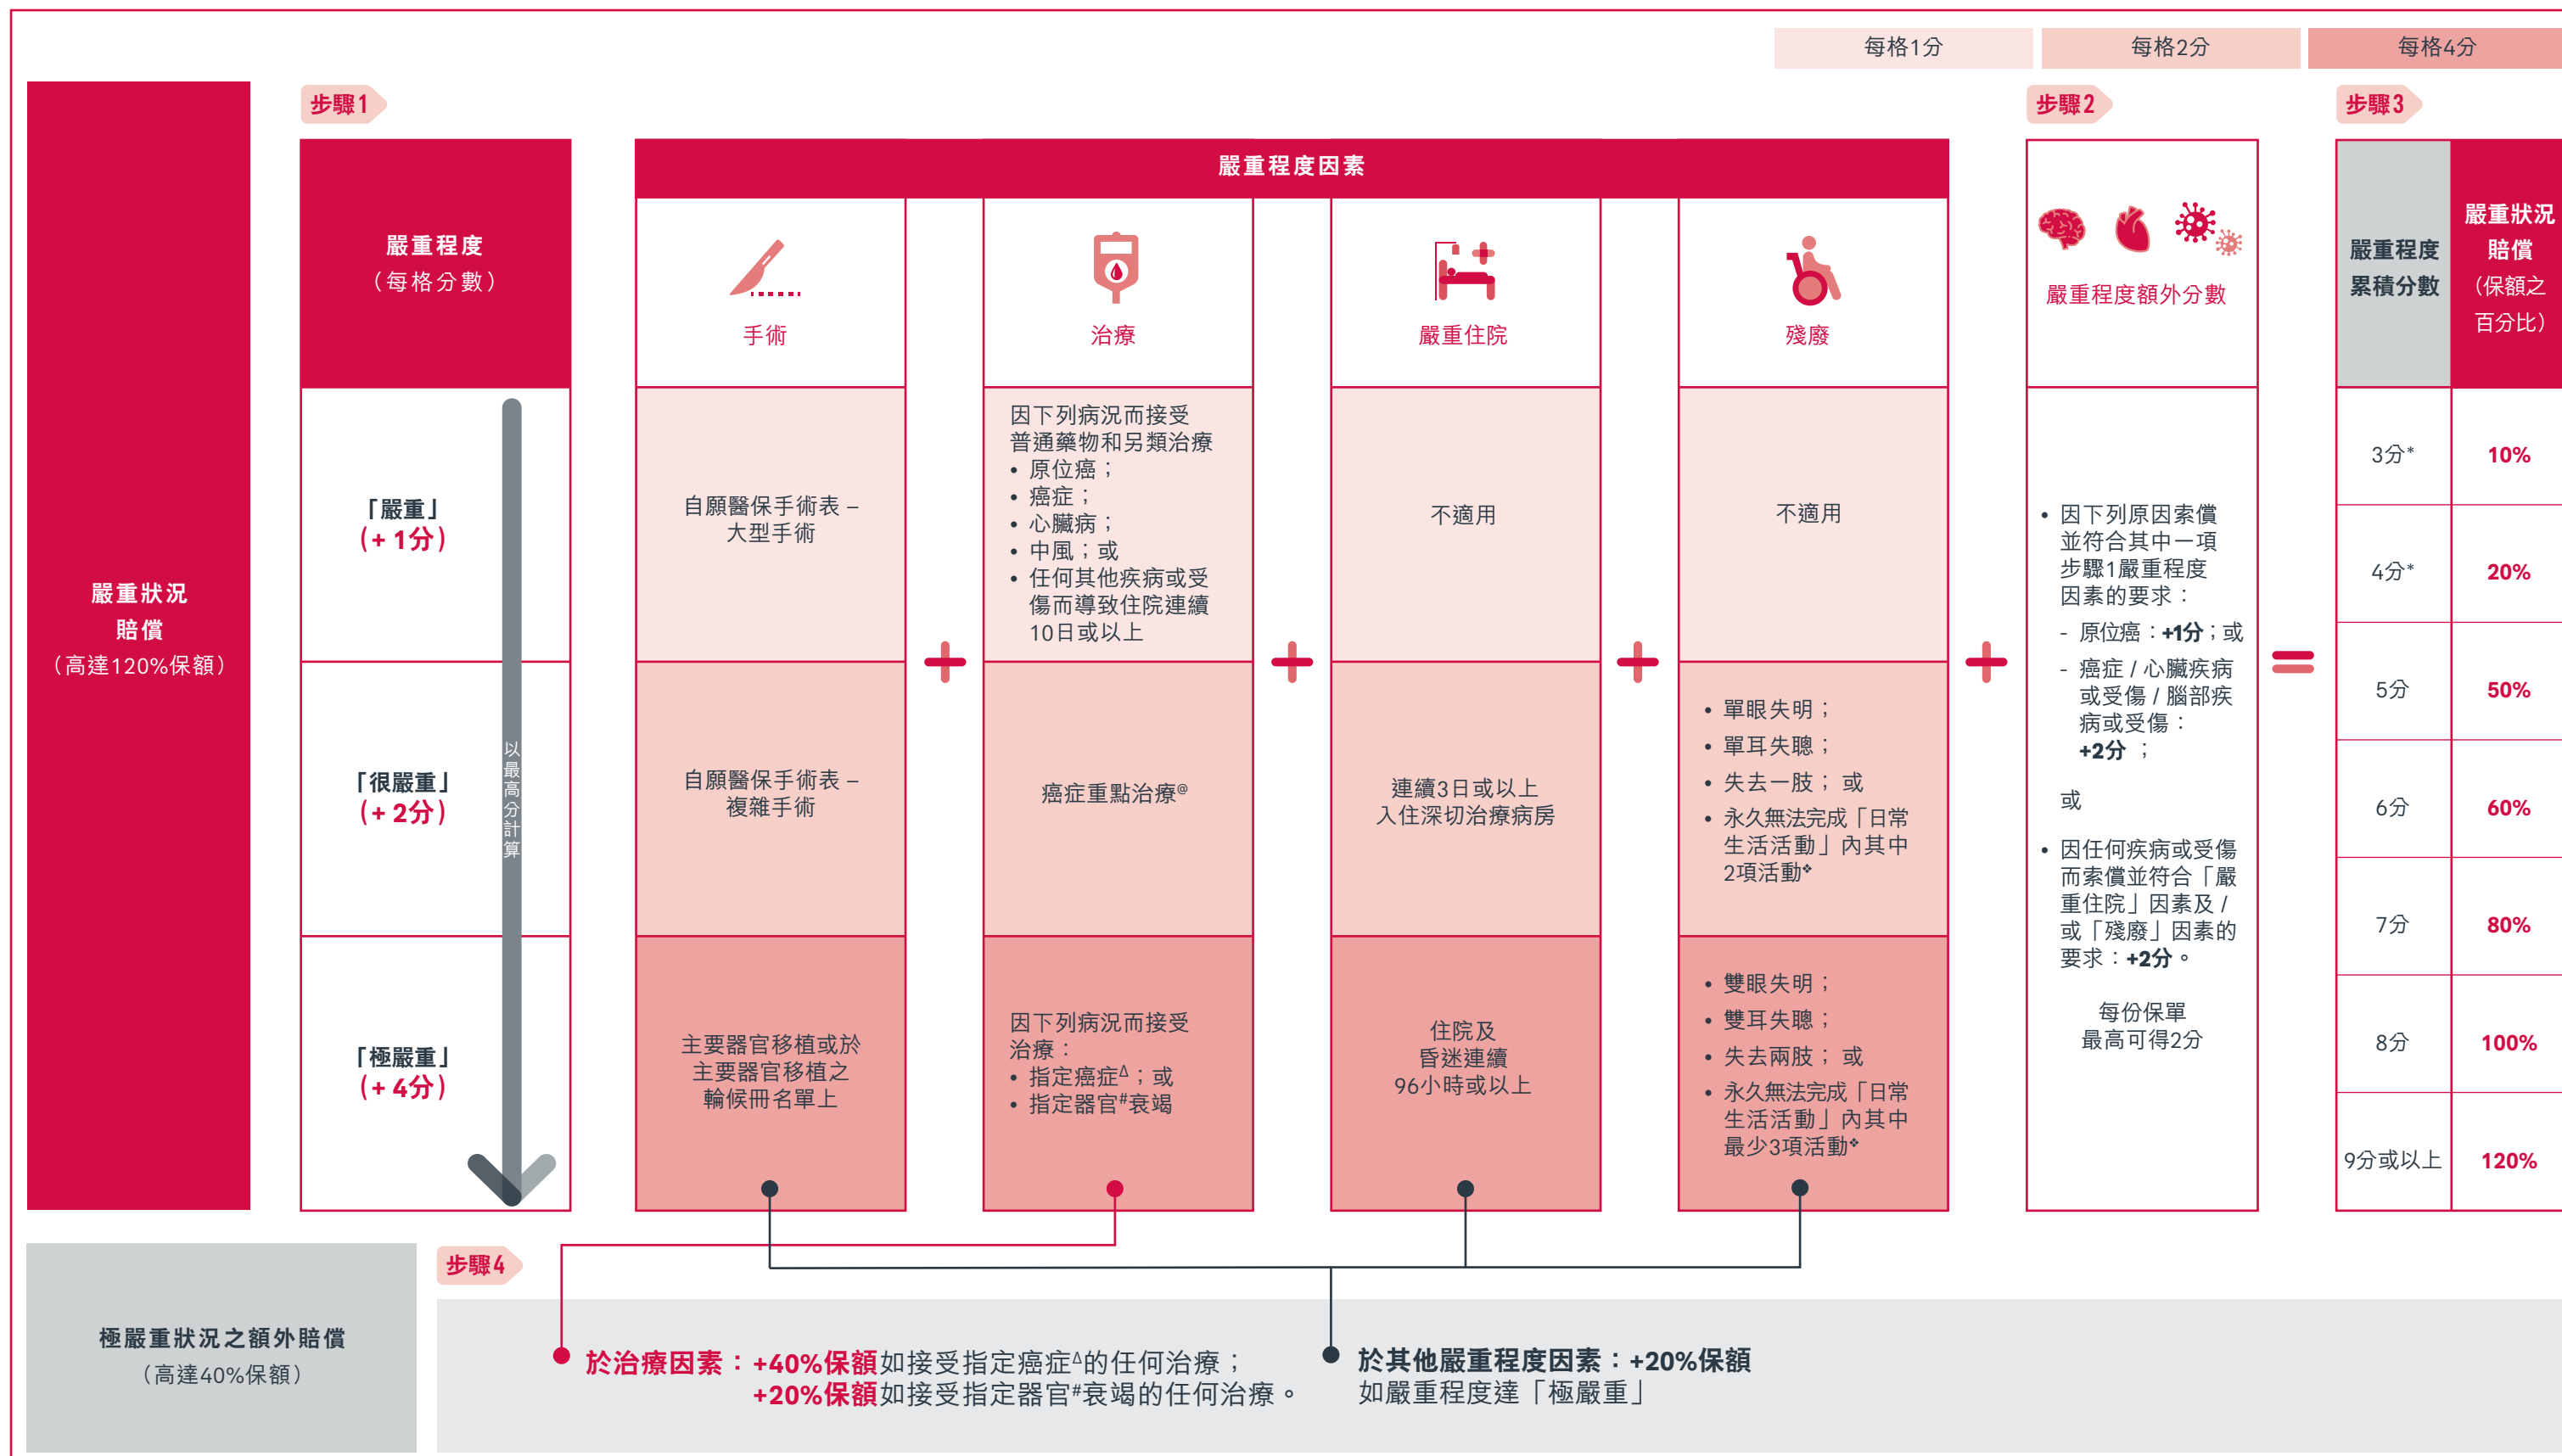 每格1分
每格2分
每格4分
嚴重狀況
賠償
（高達120%保額）
步驟1
嚴重程度
（每格分數）
「嚴重」
(+ 1分)
「很嚴重」
(+ 2分)
「極嚴重」
(+ 4分)
以最高分計算
嚴重程度因素
手術
自願醫保手術表 –
大型手術
自願醫保手術表 –
複雜手術
主要器官移植或於
主要器官移植之
輪候冊名單上
治療
因下列病況而接受
普通藥物和另類治療
• 原位癌；
• 癌症；
• 心臟病；
• 中風；或
• 任何其他疾病或受
傷而導致住院連續
10日或以上
癌症重點治療@
因下列病況而接受
治療：
• 指定癌症Δ；或
• 指定器官#衰竭
嚴重住院
不適用
連續3日或以上
入住深切治療病房
住院及
昏迷連續
96小時或以上
殘廢
不適用
• 單眼失明；
• 單耳失聰；
• 失去一肢；或
• 永久無法完成「日常
生活活動」內其中
2項活動❖
• 雙眼失明；
• 雙耳失聰；
• 失去兩肢；或
• 永久無法完成「日常
生活活動」內其中
最少3項活動❖
步驟2
嚴重程度額外分數
• 因下列原因索償
並符合其中一項
步驟1嚴重程度
因素的要求：
- 原位癌：+1分；或
- 癌症 / 心臟疾病
或受傷 / 腦部疾
病或受傷：
+2分；
或
• 因任何疾病或受傷
而索償並符合「嚴
重住院」因素及 /
或「殘廢」因素的
要求：+2分。
每份保單
最高可得2分
步驟3
嚴重程度
累積分數
嚴重狀況
賠償
（保額之
百分比）
3分* 10%
4分* 20%
5分 50%
6分 60%
7分 80%
8分 100%
9分或以上 120%
極嚴重狀況之額外賠償
（高達40%保額）
步驟4
於治療因素：+40%保額如接受指定癌症Δ的任何治療；
+20%保額如接受指定器官#衰竭的任何治療。
於其他嚴重程度因素：+20%保額
如嚴重程度達「極嚴重」